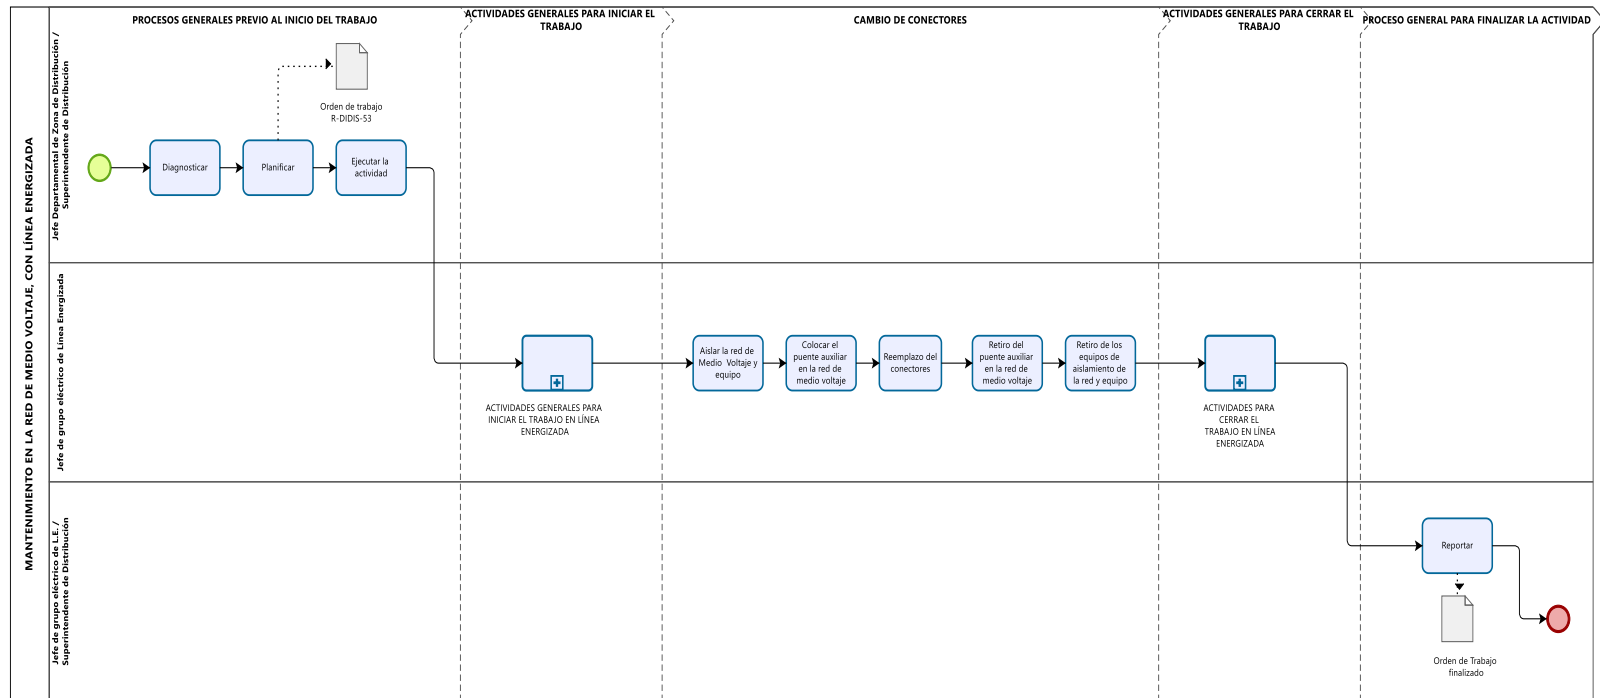 PROCESOS GENERALES PREVIO AL INICIO DEL TRABAJO
ACTIVIDADES GENERALES PARA INICIAR EL
TRABAJO
CAMBIO DE CONECTORES
ACTIVIDADES GENERALES PARA CERRAR EL
TRABAJO
PROCESO GENERAL PARA FINALIZAR LA ACTIVIDAD
MANTENIMIENTO EN LA RED DE MEDIO VOLTAJE, CON LÍNEA ENERGIZADA
Jefe Departamental de Zona de Distribución /
Superintendente de Distribución
Orden de trabajo
R-DIDIS-53
Diagnosticar
Planificar
Ejecutar la
actividad
Jefe de grupo eléctrico de Línea Energizada
ACTIVIDADES GENERALES PARA
INICIAR EL TRABAJO EN LÍNEA
ENERGIZADA
Aislar la red de
Medio Voltaje y
equipo
Colocar el
puente auxiliar
en la red de
medio voltaje
Reemplazo del
conectores
Retiro del
puente auxiliar
en la red de
medio voltaje
Retiro de los
equipos de
aislamiento de
la red y equipo
ACTIVIDADES PARA
CERRAR EL
TRABAJO EN LÍNEA
ENERGIZADA
Jefe de grupo eléctrico de L.E. /
Superintendente de Distribución
Reportar
Orden de Trabajo
finalizado